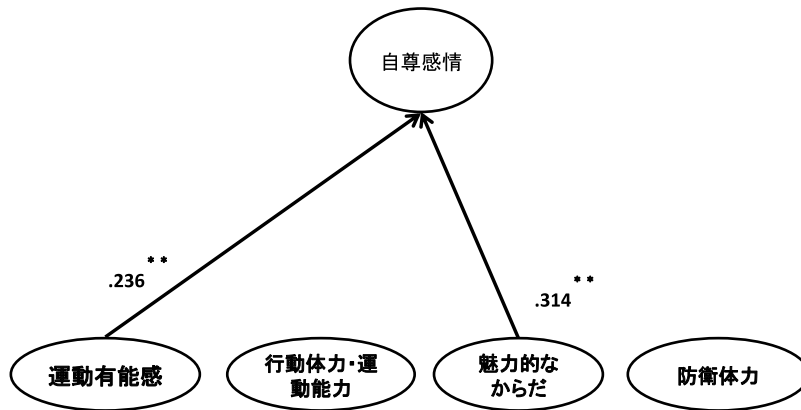 自尊感情
.236**
.314**
運動有能感
行動体力・運
動能力
魅力的な
からだ
防衛体力